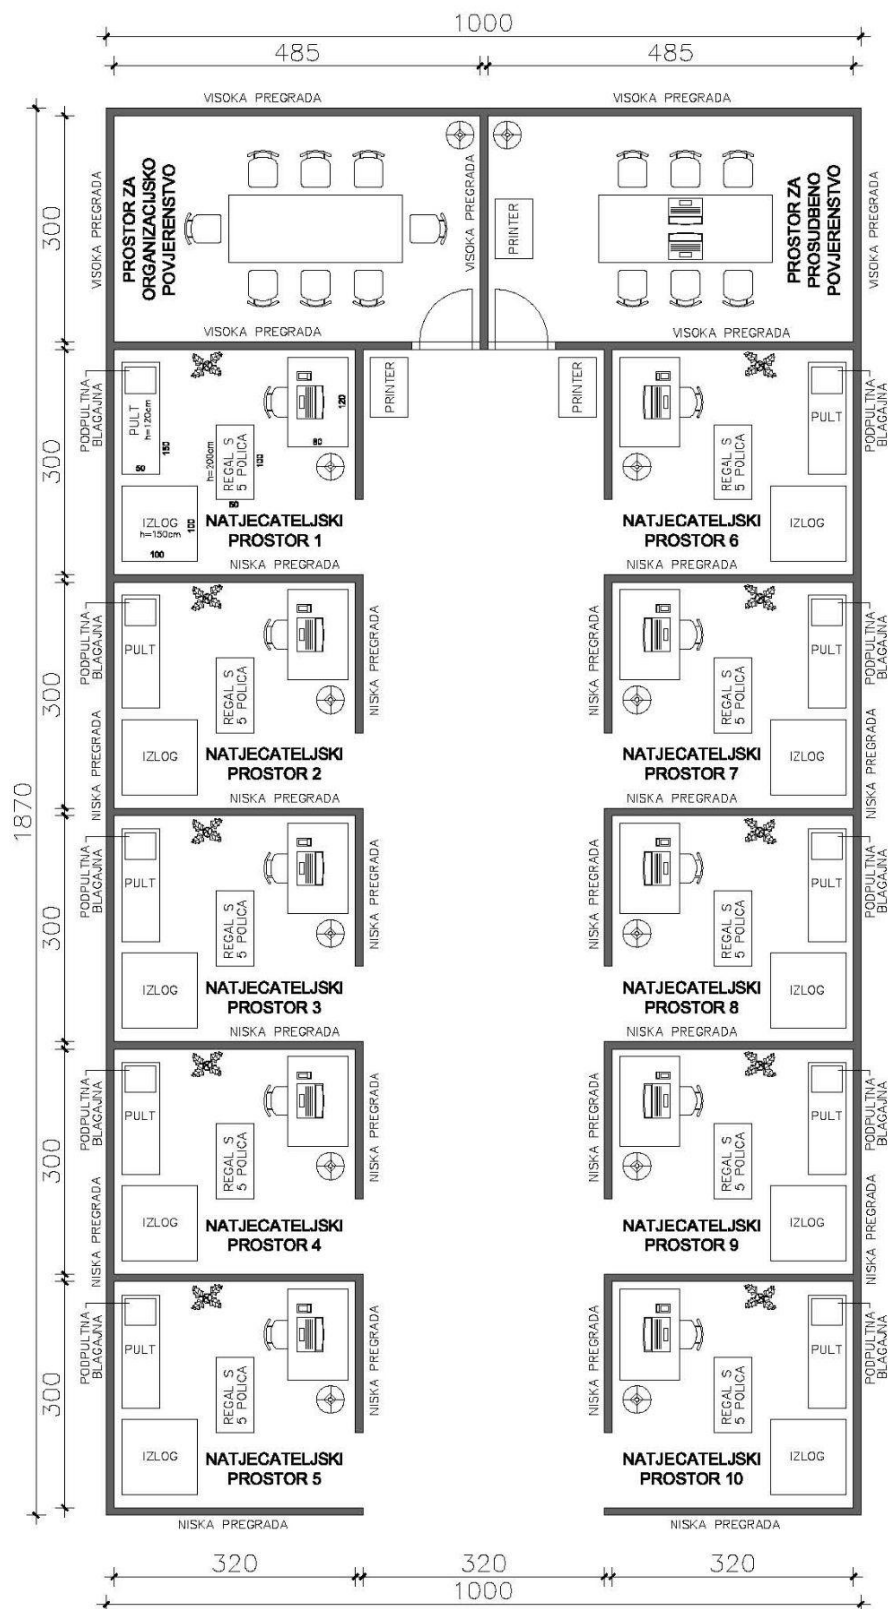 1000
485
485
VISOKA PREGRADA
VISOKA PREGRADA
300
VISOKA PREGRADA
PROSTOR ZA
ORGANIZACIJSKO
POVJERENSTVO
VISOKA PREGRADA
PRINTER
PROSTOR ZA
PROSUDBENO
POVJERENSTVO
VISOKA PREGRADA
VISOKA PREGRADA
VISOKA PREGRADA
1870
300
PODPULTNA
BLAGAJNA
PULT
h=120cm
150
50
120
80
h=200cm
REGAL S
5 POLICA
100
50
IZLOG
h=150cm
100
100
NATJECATELJSKI
PROSTOR 1
NISKA PREGRADA
PRINTER
PRINTER
REGAL S
5 POLICA
PULT
PODPULTNA
BLAGAJNA
IZLOG
NATJECATELJSKI
PROSTOR 6
NISKA PREGRADA
300
PODPULTNA
BLAGAJNA
PULT
REGAL S
5 POLICA
NISKA PREGRADA
IZLOG
NATJECATELJSKI
PROSTOR 2
NISKA PREGRADA
NISKA PREGRADA
NISKA PREGRADA
REGAL S
5 POLICA
PULT
PODPULTNA
BLAGAJNA
IZLOG
NATJECATELJSKI
PROSTOR 7
NISKA PREGRADA
NISKA PREGRADA
300
PODPULTNA
BLAGAJNA
PULT
REGAL S
5 POLICA
NISKA PREGRADA
IZLOG
NATJECATELJSKI
PROSTOR 3
NISKA PREGRADA
NISKA PREGRADA
REGAL S
5 POLICA
PULT
PODPULTNA
BLAGAJNA
IZLOG
NATJECATELJSKI
PROSTOR 8
NISKA PREGRADA
300
PODPULTNA
BLAGAJNA
PULT
REGAL S
5 POLICA
NISKA PREGRADA
IZLOG
NATJECATELJSKI
PROSTOR 4
NISKA PREGRADA
NISKA PREGRADA
NISKA PREGRADA
REGAL S
5 POLICA
PULT
PODPULTNA
BLAGAJNA
IZLOG
NATJECATELJSKI
PROSTOR 9
NISKA PREGRADA
NISKA PREGRADA
300
PODPULTNA
BLAGAJNA
PULT
REGAL S
5 POLICA
NISKA PREGRADA
IZLOG
NATJECATELJSKI
PROSTOR 5
NISKA PREGRADA
NISKA PREGRADA
REGAL S
5 POLICA
PULT
PODPULTNA
BLAGAJNA
IZLOG
NATJECATELJSKI
PROSTOR 10
NISKA PREGRADA
320
320
320
1000